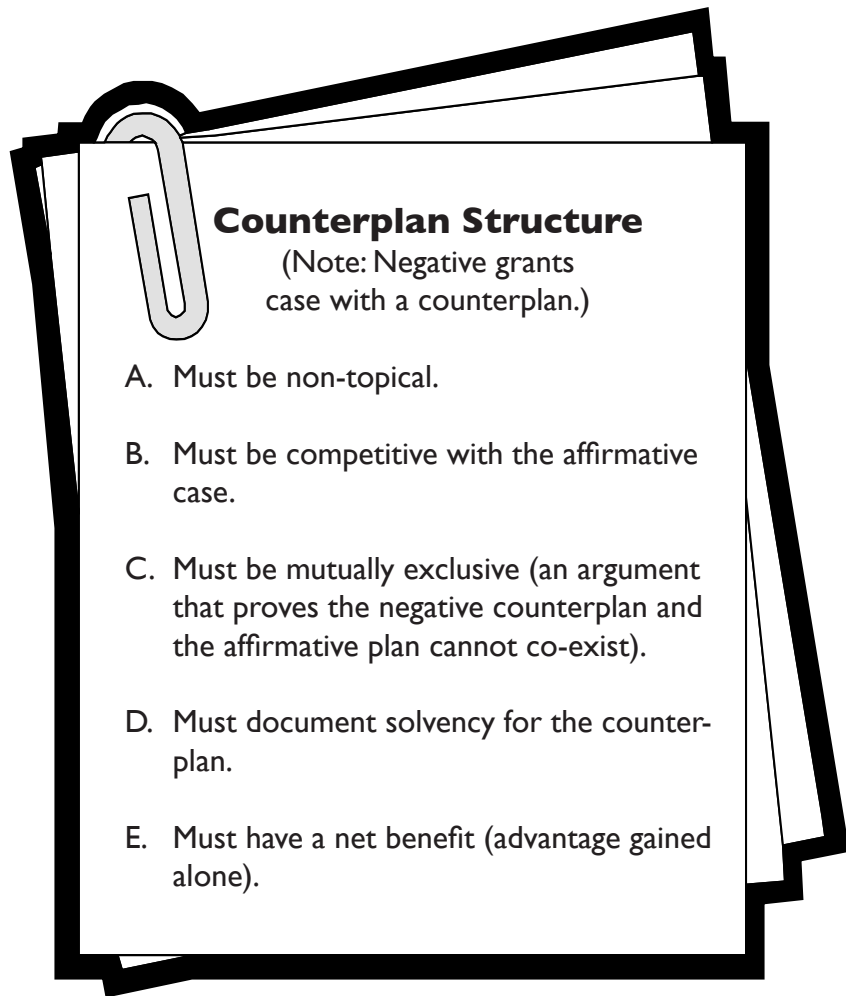 Counterplan Structure
(Note: Negative grants
case with a counterplan.)
A. Must be non-topical.
B. Must be competitive with the affirmative
case.
C. Must be mutually exclusive (an argument
that proves the negative counterplan and
the affirmative plan cannot co-exist).
D. Must document solvency for the counter-
plan.
E. Must have a net benefit (advantage gained
alone).